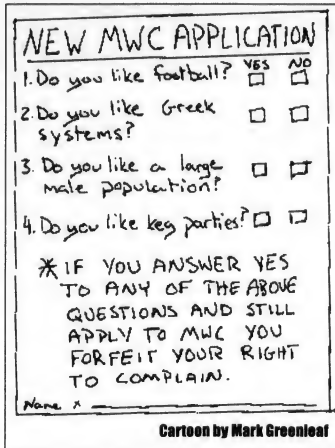 NEW MWC APPLICATION
YES NO
1. Do you like football?
2. Do you like Greek
systems?
3. Do you like a large
male population?
4. Do you like keg parties?
* IF YOU ANSWER YES
TO ANY OF THE ABOVE
QUESTIONS AND STILL
APPLY TO MWC YOU
FORFEIT YOUR RIGHT
TO COMPLAIN.
Name x
Cartoon by Mark Greenleaf